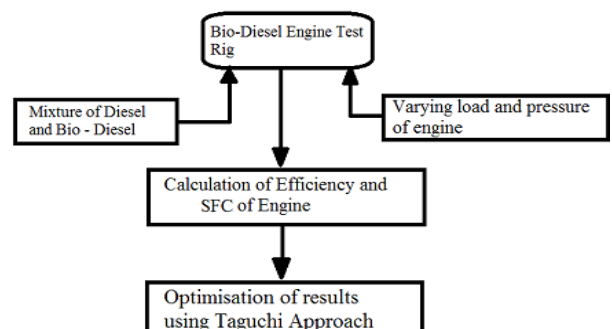 Bio-Diesel Engine Test
Rig
Mixture of Diesel
and Bio - Diesel
Varying load and pressure
of engine
Calculation of Efficiency and
SFC of Engine
Optimisation of results
using Taguchi Approach